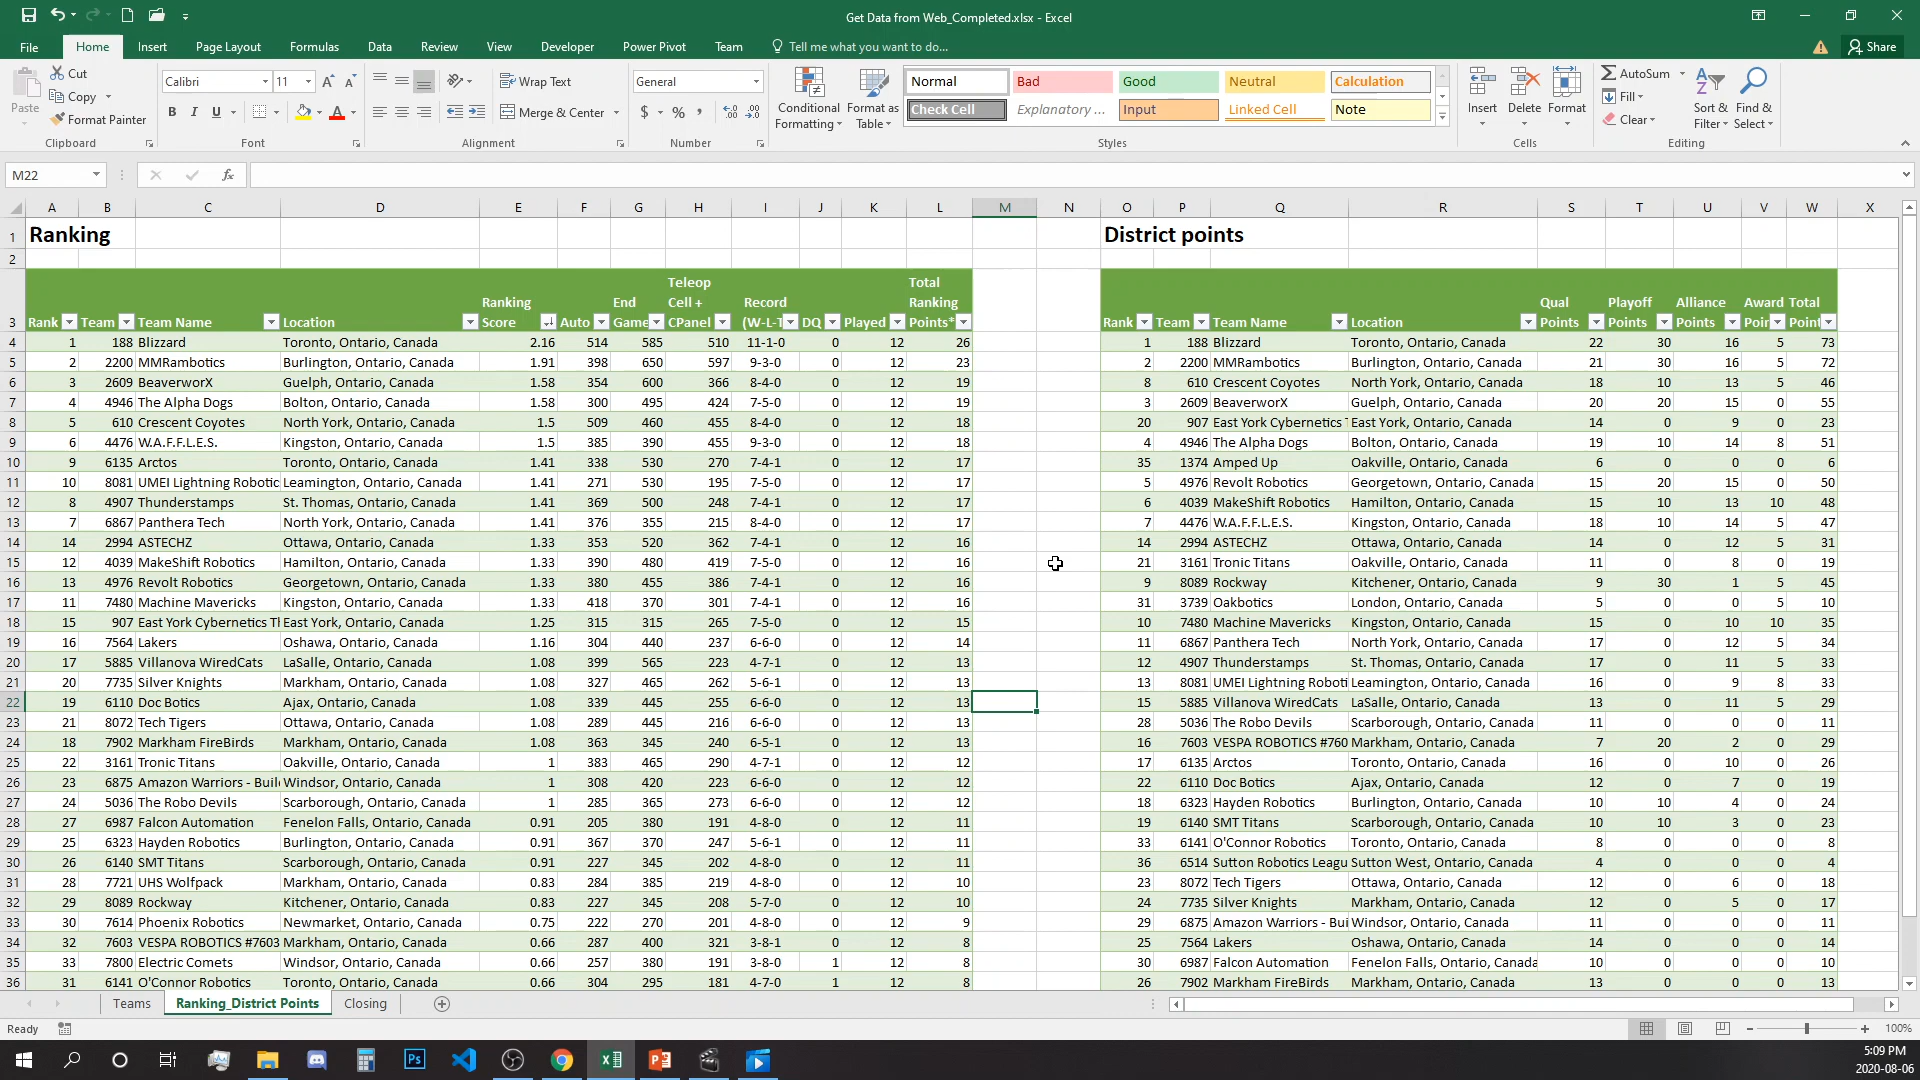 Get Data from Web_Completed.xlsx - Excel
File Home Insert Page Layout Formulas Data Review View Developer Power Pivot Team Tell me what you want to do... Share
Paste Cut Copy Format Painter Clipboard
Calibri 11 B I U Font
Wrap Text Merge & Center Alignment
General $ % Number
Conditional Formatting Format as Table
Normal Bad Good Neutral Calculation
Check Cell Explanatory ... Input Linked Cell Note
Styles
Insert Delete Format Cells
AutoSum Fill Clear Sort & Filter Find & Select Editing
M22 fx
A B C D E F G H I J K L M N O P Q R S T U V W X
1 Ranking District points
2
3 Rank Team Team Name Location Ranking Score Auto End Game Teleop Cell + CPanel Record (W-L-T DQ Played Total Ranking Points* Rank Team Team Name Location Qual Points Playoff Points Alliance Points Award Poir Total Point
4 1 188 Blizzard Toronto, Ontario, Canada 2.16 514 585 510 11-1-0 0 12 26 1 188 Blizzard Toronto, Ontario, Canada 22 30 16 5 73
5 2 2200 MMRambotics Burlington, Ontario, Canada 1.91 398 650 597 9-3-0 0 12 23 2 2200 MMRambotics Burlington, Ontario, Canada 21 30 16 5 72
6 3 2609 BeaverworX Guelph, Ontario, Canada 1.58 354 600 366 8-4-0 0 12 19 8 610 Crescent Coyotes North York, Ontario, Canada 18 10 13 5 46
7 4 4946 The Alpha Dogs Bolton, Ontario, Canada 1.58 300 495 424 7-5-0 0 12 19 3 2609 BeaverworX Guelph, Ontario, Canada 20 20 15 0 55
8 5 610 Crescent Coyotes North York, Ontario, Canada 1.5 509 460 455 8-4-0 0 12 18 20 907 East York Cybernetics T East York, Ontario, Canada 14 0 9 0 23
9 6 4476 W.A.F.F.L.E.S. Kingston, Ontario, Canada 1.5 385 390 455 9-3-0 0 12 18 4 4946 The Alpha Dogs Bolton, Ontario, Canada 19 10 14 8 51
10 9 6135 Arctos Toronto, Ontario, Canada 1.41 338 530 270 7-4-1 0 12 17 35 1374 Amped Up Oakville, Ontario, Canada 6 0 0 0 6
11 10 8081 UMEI Lightning Robotic Leamington, Ontario, Canada 1.41 271 530 195 7-5-0 0 12 17 5 4976 Revolt Robotics Georgetown, Ontario, Canada 15 20 15 0 50
12 8 4907 Thunderstamps St. Thomas, Ontario, Canada 1.41 369 500 248 7-4-1 0 12 17 6 4039 MakeShift Robotics Hamilton, Ontario, Canada 15 10 13 10 48
13 7 6867 Panthera Tech North York, Ontario, Canada 1.41 376 355 215 8-4-0 0 12 17 7 4476 W.A.F.F.L.E.S. Kingston, Ontario, Canada 18 10 14 5 47
14 14 2994 ASTECHZ Ottawa, Ontario, Canada 1.33 353 520 362 7-4-1 0 12 16 14 2994 ASTECHZ Ottawa, Ontario, Canada 14 0 12 5 31
15 12 4039 MakeShift Robotics Hamilton, Ontario, Canada 1.33 390 480 419 7-5-0 0 12 16 21 3161 Tronic Titans Oakville, Ontario, Canada 11 0 8 0 19
16 13 4976 Revolt Robotics Georgetown, Ontario, Canada 1.33 380 455 386 7-4-1 0 12 16 9 8089 Rockway Kitchener, Ontario, Canada 9 30 1 5 45
17 11 7480 Machine Mavericks Kingston, Ontario, Canada 1.33 418 370 301 7-4-1 0 12 16 31 3739 Oakbotics London, Ontario, Canada 5 0 0 5 10
18 15 907 East York Cybernetics Tl East York, Ontario, Canada 1.25 315 315 265 7-5-0 0 12 15 10 7480 Machine Mavericks Kingston, Ontario, Canada 15 0 10 10 35
19 16 7564 Lakers Oshawa, Ontario, Canada 1.16 304 440 237 6-6-0 0 12 14 11 6867 Panthera Tech North York, Ontario, Canada 17 0 12 5 34
20 17 5885 Villanova WiredCats LaSalle, Ontario, Canada 1.08 399 565 223 4-7-1 0 12 13 12 4907 Thunderstamps St. Thomas, Ontario, Canada 17 0 11 5 33
21 20 7735 Silver Knights Markham, Ontario, Canada 1.08 327 465 262 5-6-1 0 12 13 13 8081 UMEI Lightning Roboti Leamington, Ontario, Canada 16 0 9 8 33
22 19 6110 Doc Botics Ajax, Ontario, Canada 1.08 339 445 255 6-6-0 0 12 13 15 5885 Villanova WiredCats LaSalle, Ontario, Canada 13 0 11 5 29
23 21 8072 Tech Tigers Ottawa, Ontario, Canada 1.08 289 445 216 6-6-0 0 12 13 28 5036 The Robo Devils Scarborough, Ontario, Canada 11 0 0 0 11
24 18 7902 Markham FireBirds Markham, Ontario, Canada 1.08 363 345 240 6-5-1 0 12 13 16 7603 VESPA ROBOTICS #760 Markham, Ontario, Canada 7 20 2 0 29
25 22 3161 Tronic Titans Oakville, Ontario, Canada 1 383 465 290 4-7-1 0 12 12 17 6135 Arctos Toronto, Ontario, Canada 16 0 10 0 26
26 23 6875 Amazon Warriors - Buil Windsor, Ontario, Canada 1 308 420 223 6-6-0 0 12 12 22 6110 Doc Botics Ajax, Ontario, Canada 12 0 7 0 19
27 24 5036 The Robo Devils Scarborough, Ontario, Canada 1 285 365 273 6-6-0 0 12 12 18 6323 Hayden Robotics Burlington, Ontario, Canada 10 10 4 0 24
28 27 6987 Falcon Automation Fenelon Falls, Ontario, Canada 0.91 205 380 191 4-8-0 0 12 11 19 6140 SMT Titans Scarborough, Ontario, Canada 10 10 3 0 23
29 25 6323 Hayden Robotics Burlington, Ontario, Canada 0.91 367 370 247 5-6-1 0 12 11 33 6141 O'Connor Robotics Toronto, Ontario, Canada 8 0 0 0 8
30 26 6140 SMT Titans Scarborough, Ontario, Canada 0.91 227 345 202 4-8-0 0 12 11 36 6514 Sutton Robotics Leagu Sutton West, Ontario, Canada 4 0 0 0 4
31 28 7721 UHS Wolfpack Markham, Ontario, Canada 0.83 284 385 219 4-8-0 0 12 10 23 8072 Tech Tigers Ottawa, Ontario, Canada 12 0 6 0 18
32 29 8089 Rockway Kitchener, Ontario, Canada 0.83 227 345 208 5-7-0 0 12 10 24 7735 Silver Knights Markham, Ontario, Canada 12 0 5 0 17
33 30 7614 Phoenix Robotics Newmarket, Ontario, Canada 0.75 222 270 201 4-8-0 0 12 9 29 6875 Amazon Warriors - Bui Windsor, Ontario, Canada 11 0 0 0 11
34 32 7603 VESPA ROBOTICS #7603 Markham, Ontario, Canada 0.66 287 400 321 3-8-1 0 12 8 25 7564 Lakers Oshawa, Ontario, Canada 14 0 0 0 14
35 33 7800 Electric Comets Windsor, Ontario, Canada 0.66 257 380 191 3-8-0 1 12 8 30 6987 Falcon Automation Fenelon Falls, Ontario, Canada 10 0 0 0 10
36 31 6141 O'Connor Robotics Toronto, Ontario, Canada 0.66 304 295 181 4-7-0 1 12 8 26 7902 Markham FireBirds Markham, Ontario, Canada 13 0 0 0 13
Teams Ranking_District Points Closing
Ready 100%
5:09 PM
2020-08-06